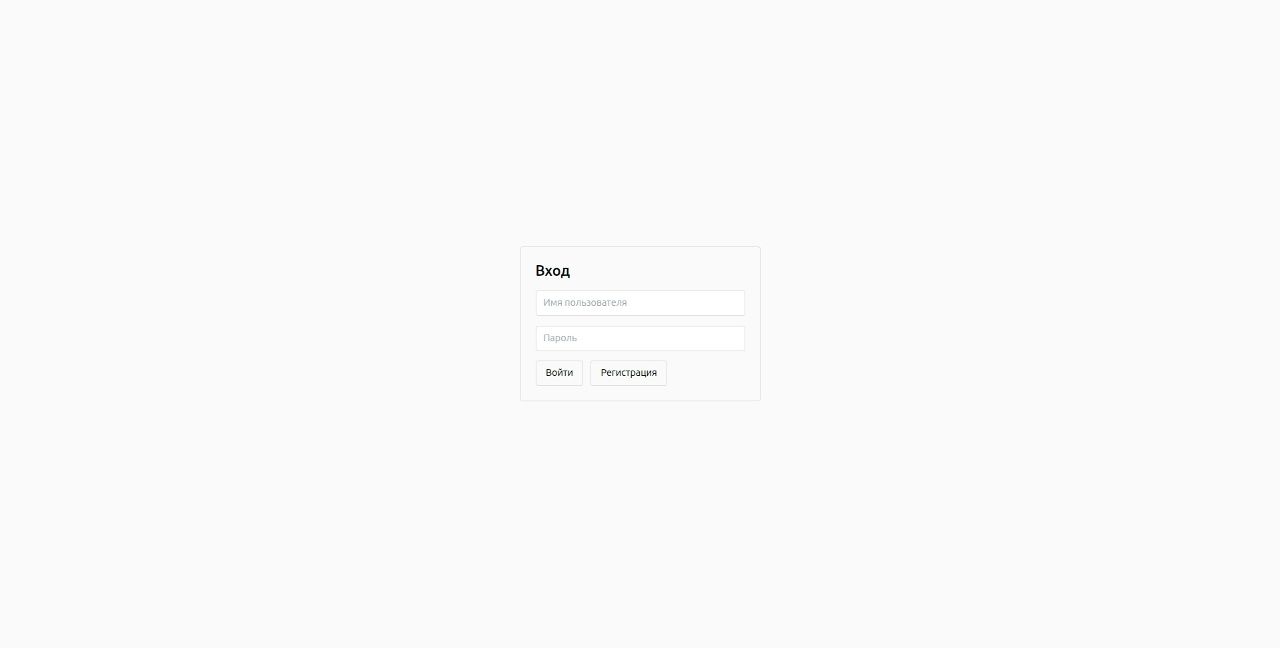 Вход
Имя пользователя
Пароль
Войти Регистрация